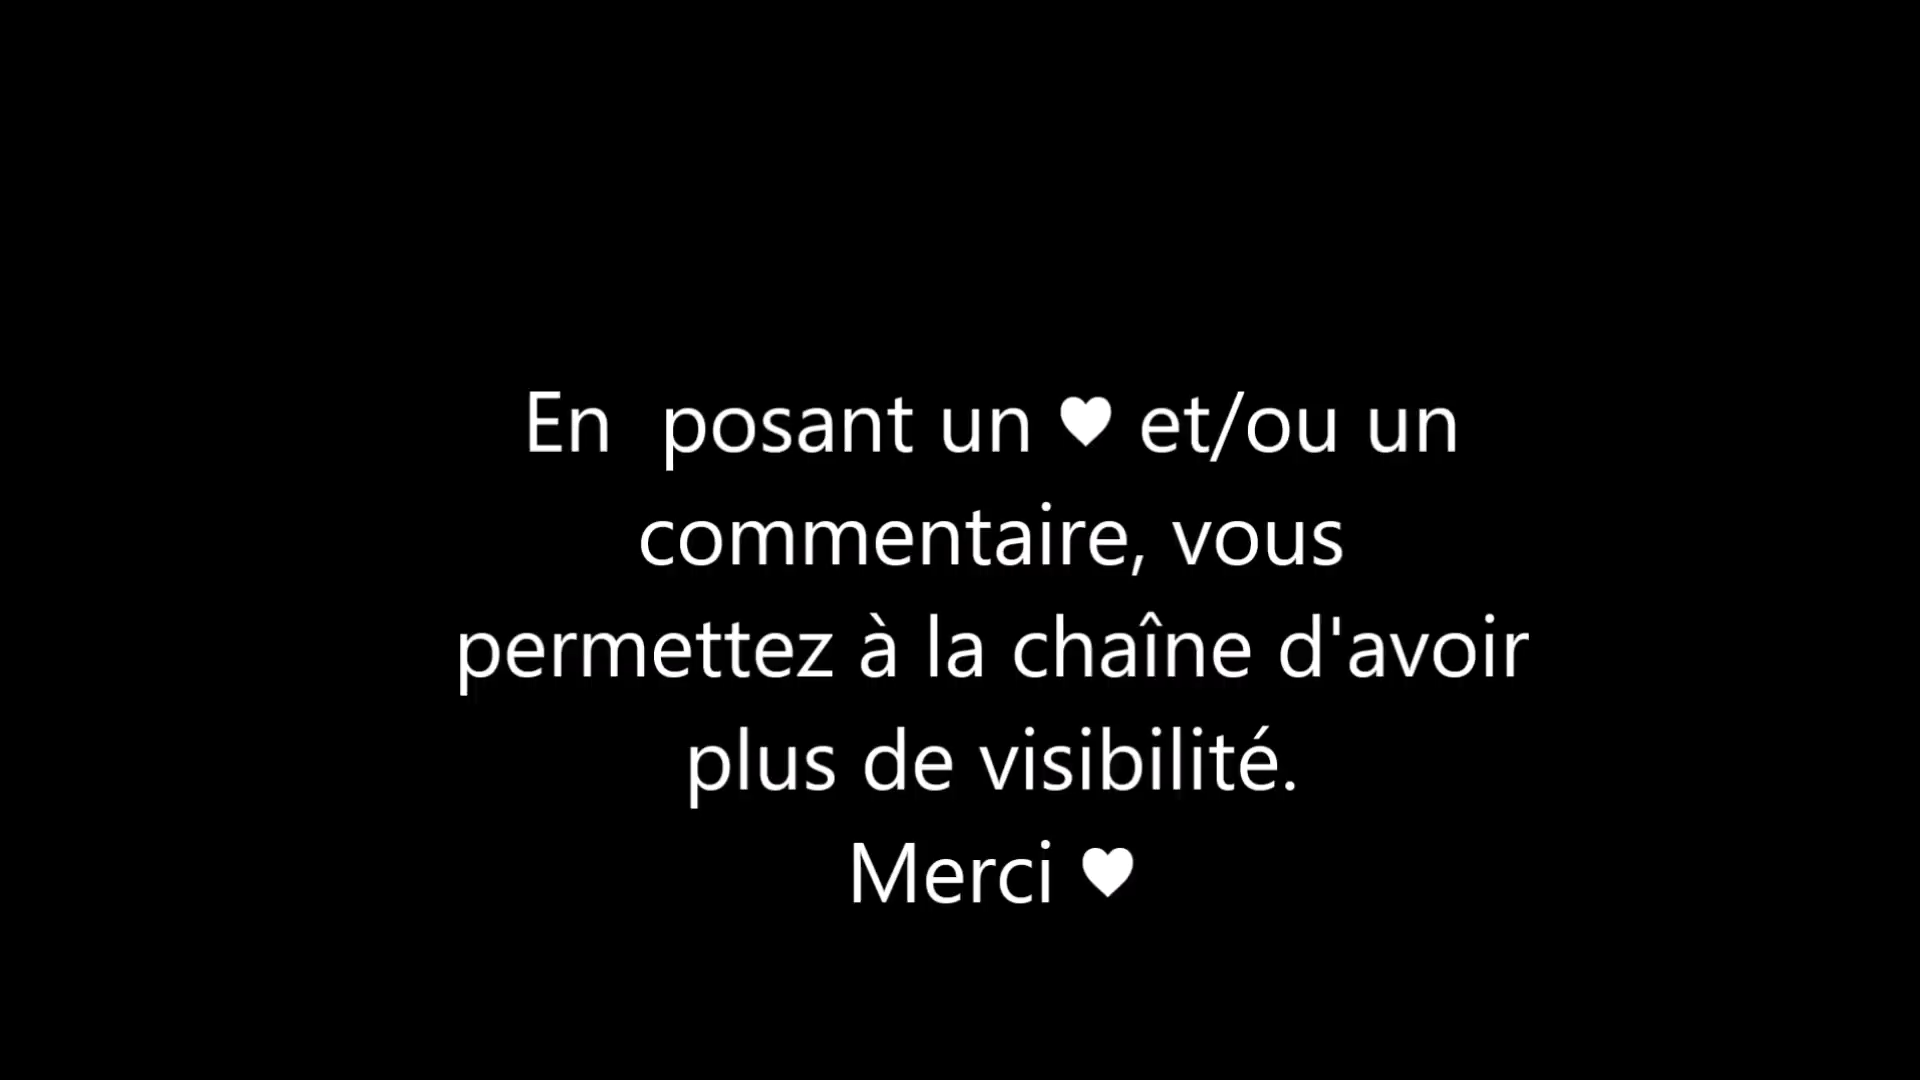 En  posant un ♥ et/ou un
commentaire, vous
permettez à la chaîne d'avoir
plus de visibilité.
Merci ♥